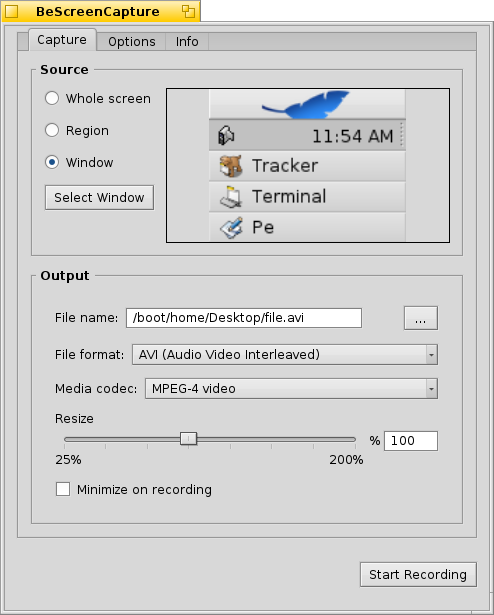 BeScreenCapture
Capture Options Info
Source
Whole screen
Region
Window
Select Window
11:54 AM
Tracker
Terminal
Pe
Output
File name: /boot/home/Desktop/file.avi ...
File format: AVI (Audio Video Interleaved)
Media codec: MPEG-4 video
Resize
% 100
25% 200%
Minimize on recording
Start Recording